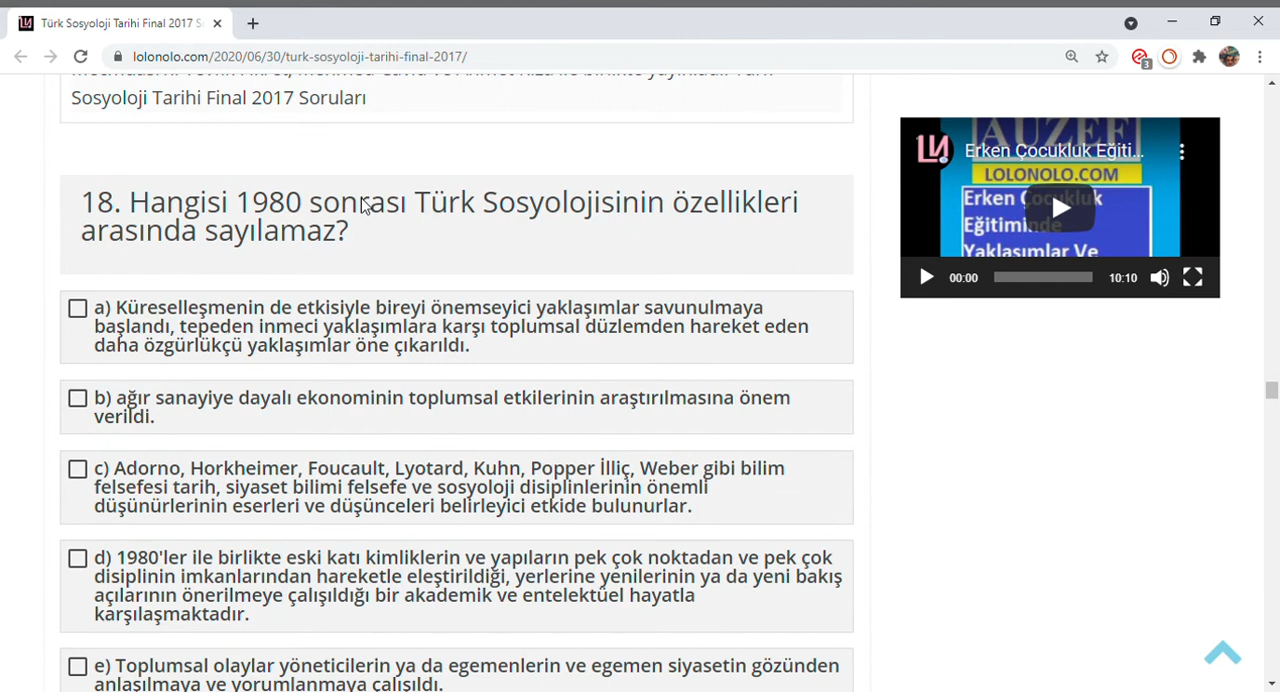 Türk Sosyoloji Tarihi Final 2017 S
lolonolo.com/2020/06/30/turk-sosyoloji-tarihi-final-2017/
3
Sosyoloji Tarihi Final 2017 Soruları
18. Hangisi 1980 sonrası Türk Sosyolojisinin özellikleri
arasında sayılamaz?
a) Küreselleşmenin de etkisiyle bireyi önemseyici yaklaşımlar savunulmaya
başlandı, tepeden inmeci yaklaşımlara karşı toplumsal düzlemden hareket eden
daha özgürlükçü yaklaşımlar öne çıkarıldı.
b) ağır sanayiye dayalı ekonominin toplumsal etkilerinin araştırılmasına önem
verildi.
c) Adorno, Horkheimer, Foucault, Lyotard, Kuhn, Popper İlliç, Weber gibi bilim
felsefesi tarih, siyaset bilimi felsefe ve sosyoloji disiplinlerinin önemli
düşünürlerinin eserleri ve düşünceleri belirleyici etkide bulunurlar.
d) 1980'ler ile birlikte eski katı kimliklerin ve yapıların pek çok noktadan ve pek çok
disiplinin imkanlarından hareketle eleştirildiği, yerlerine yenilerinin ya da yeni bakış
açılarının önerilmeye çalışıldığı bir akademik ve entelektüel hayatla
karşılaşmaktadır.
e) Toplumsal olaylar yöneticilerin ya da egemenlerin ve egemen siyasetin gözünden
anlaşılmaya ve yorumlanmaya çalışıldı.
AUZEF
LN Erken Çocukluk Eğiti...
LOLONOLO.COM
Erken Çocukluk
Eğitiminde
Yaklaşımlar Ve
00:00 10:10